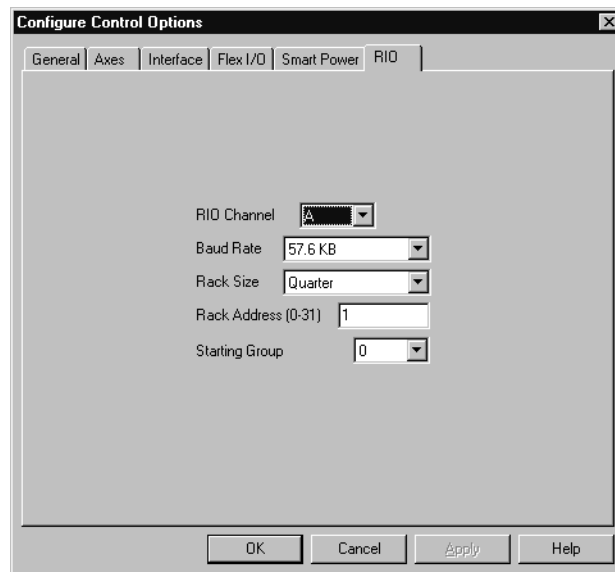 Configure Control Options
General Axes Interface Flex I/O Smart Power RIO
RIO Channel A
Baud Rate 57.6 KB
Rack Size Quarter
Rack Address (0-31) 1
Starting Group 0
OK Cancel Apply Help